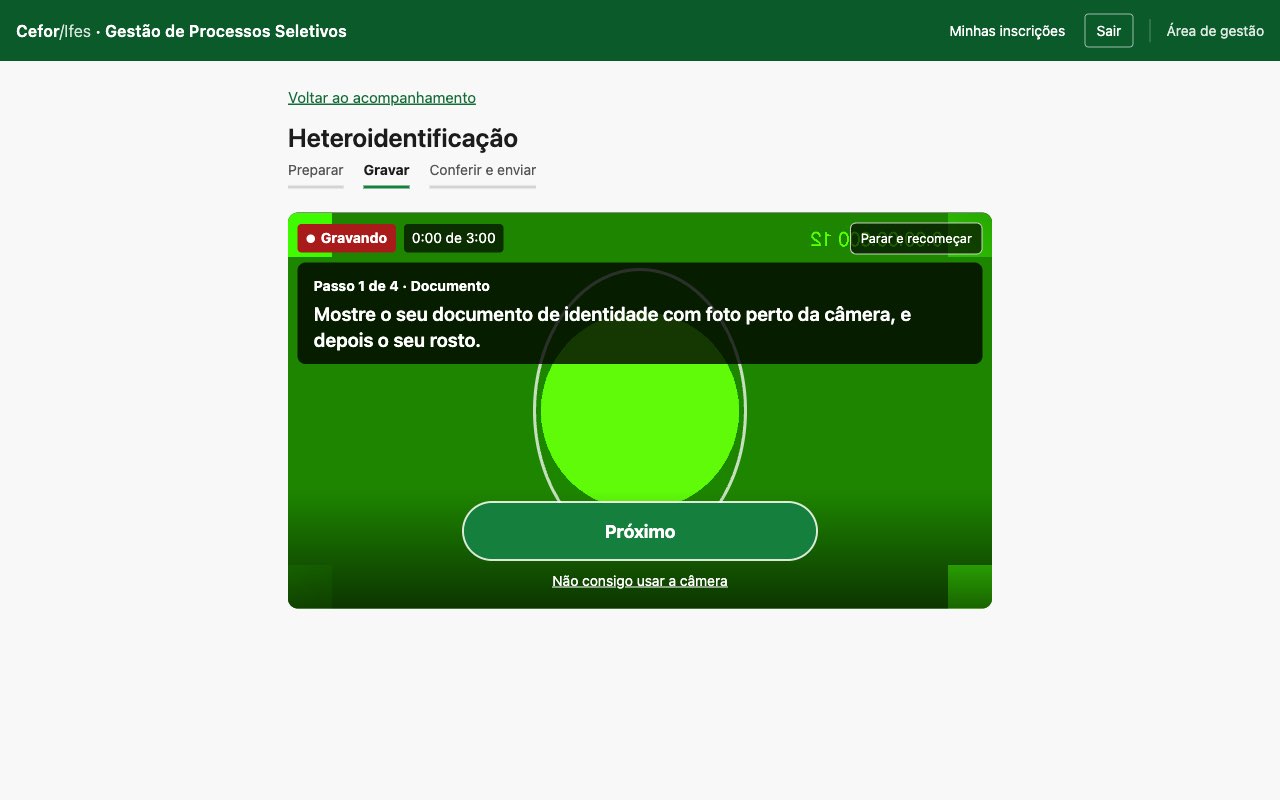 Cefor/Ifes · Gestão de Processos Seletivos
Minhas inscrições
Sair
Área de gestão
Voltar ao acompanhamento
Heteroidentificação
Preparar
Gravar
Conferir e enviar
Gravando
0:00 de 3:00
Parar e recomeçar
Passo 1 de 4 · Documento
Mostre o seu documento de identidade com foto perto da câmera, e
depois o seu rosto.
Próximo
Não consigo usar a câmera